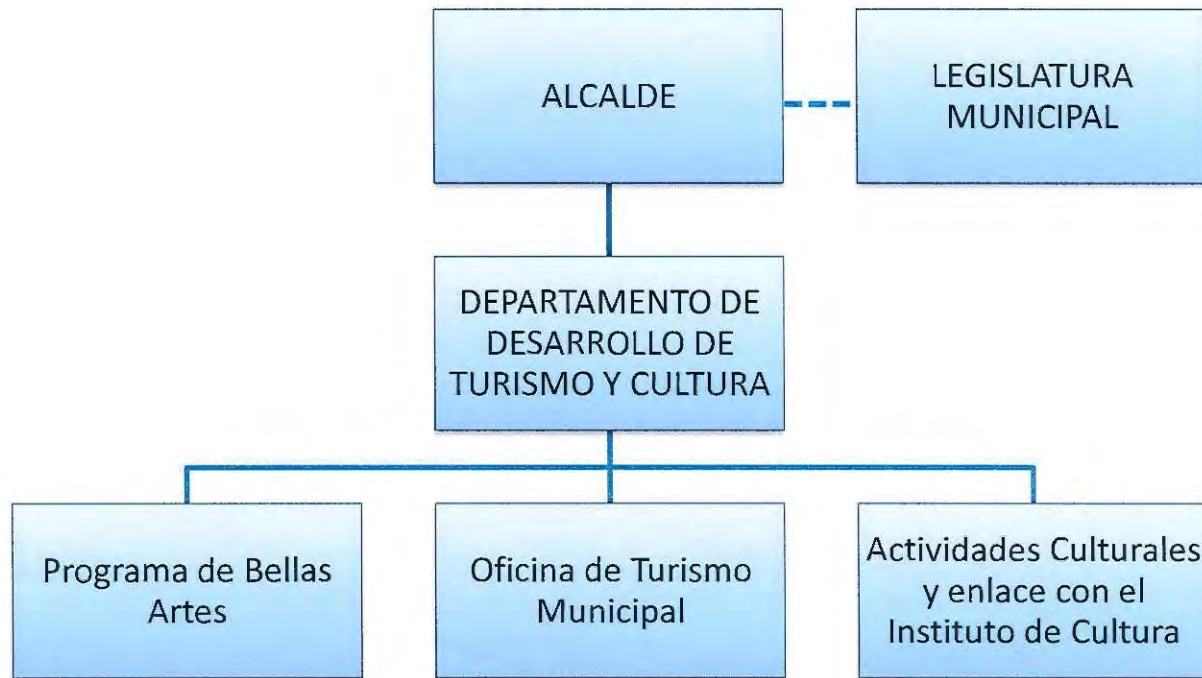 ALCALDE
LEGISLATURA
MUNICIPAL
DEPARTAMENTO DE
DESARROLLO DE
TURISMO Y CULTURA
Programa de Bellas
Artes
Oficina de Turismo
Municipal
Actividades Culturales
y enlace con el
Instituto de Cultura